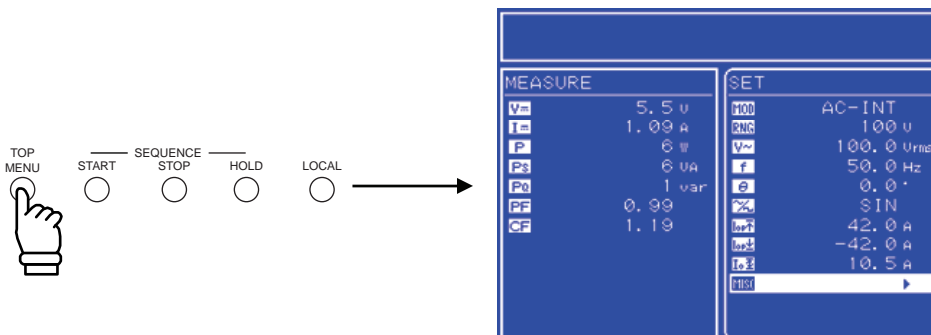 TOP
MENU
SEQUENCE
START
STOP
HOLD
LOCAL
MEASURE
V= 5.5 V
I= 1.09 A
P 6 W
Ps 6 VA
PQ 1 var
PF 0.99
CF 1.19
SET
MOD AC-INT
RNG 100 V
V~ 100.0 Vrms
f 50.0 Hz
θ 0.0 °
SIN
42.0 A
-42.0 A
10.5 A
MISC